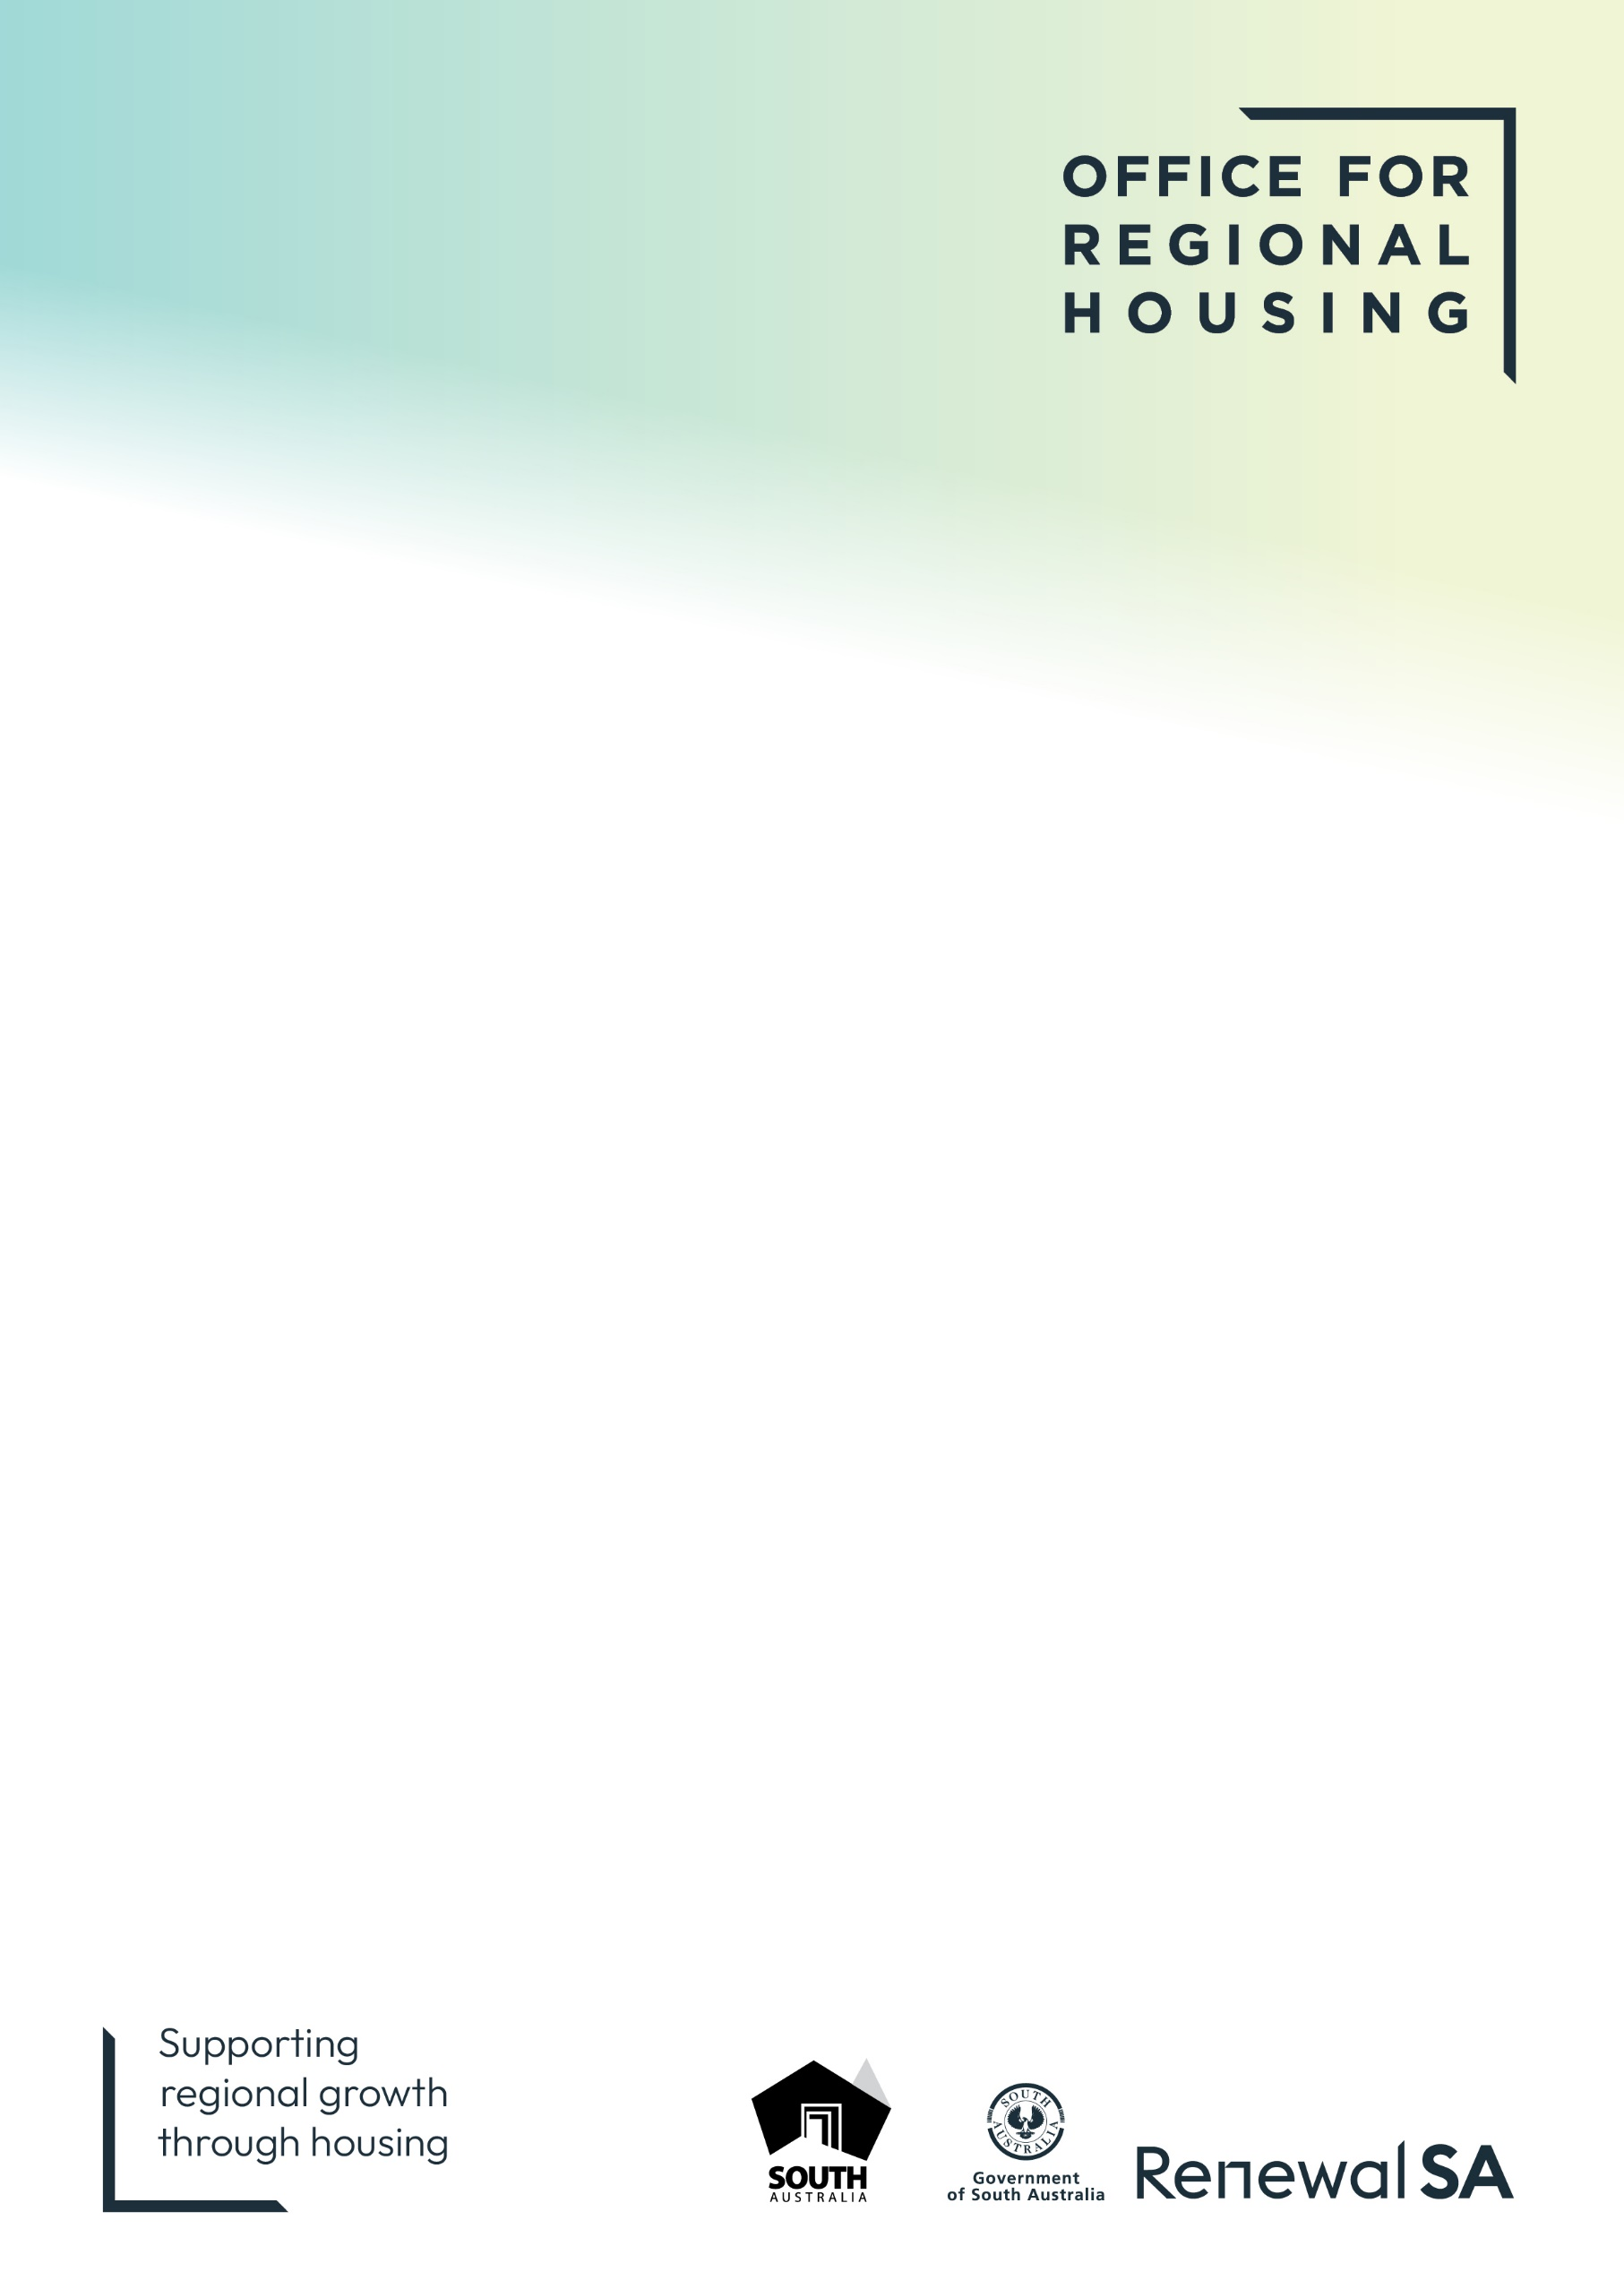 OFFICE FOR
REGIONAL
HOUSING
Supporting
regional growth
through housing
SOUTH
AUSTRALIA
SOUTH
AUSTRALIA
Government
of South Australia
Renewal SA